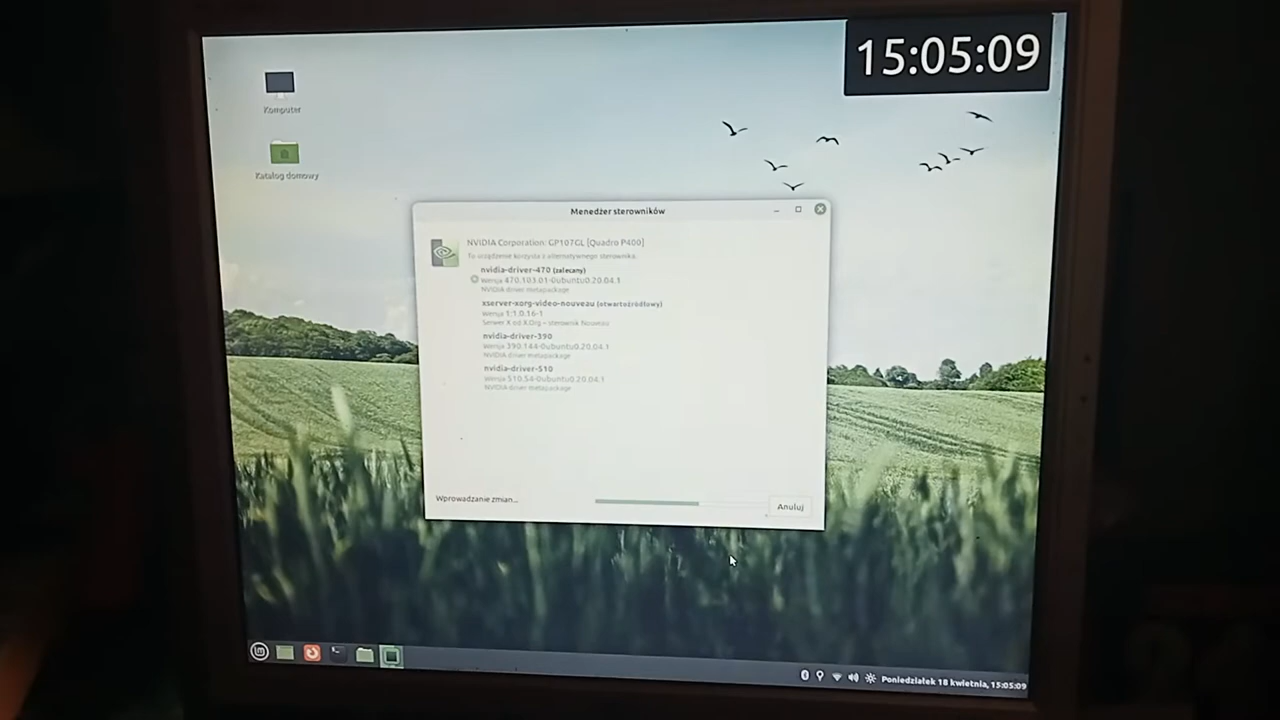 15:05:09
Komputer
Katalog domowy
Menedżer sterowników
NVIDIA Corporation: GP107GL [Quadro P400]
To urządzenie korzysta z alternatywnego sterownika.
nvidia-driver-470 (zalecany)
Wersja 470.103.01-0ubuntu0.20.04.1
NVIDIA driver metapackage
xserver-xorg-video-nouveau (otwartoźródłowy)
Wersja 1:1.0.16-1
Serwer X od X.Org – sterownik Nouveau
nvidia-driver-390
Wersja 390.144-0ubuntu0.20.04.1
NVIDIA driver metapackage
nvidia-driver-510
Wersja 510.54-0ubuntu0.20.04.1
NVIDIA driver metapackage
Wprowadzanie zmian...
Anuluj
Poniedziałek 18 kwietnia, 15:05:09